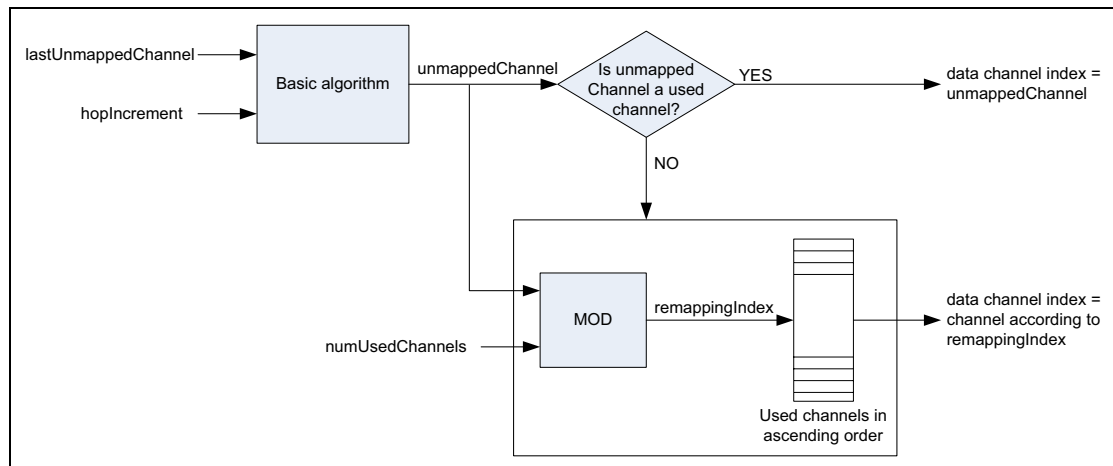 lastUnmappedChannel
hopIncrement
Basic algorithm
unmappedChannel
Is unmapped
Channel a used
channel?
YES
data channel index =
unmappedChannel
NO
numUsedChannels
MOD
remappingIndex
Used channels in
ascending order
data channel index =
channel according to
remappingIndex